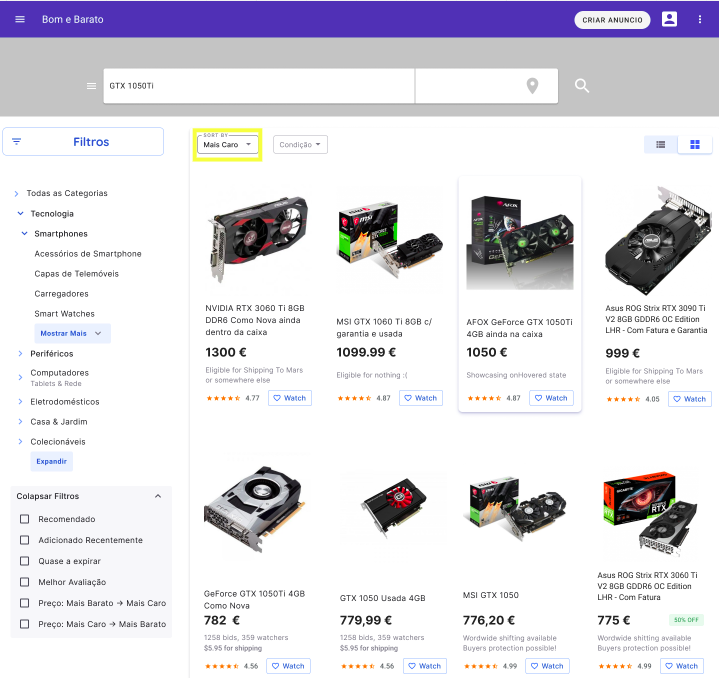 Bom e Barato
CRIAR ANUNCIO
GTX 1050Ti
Filtros
SORT BY
Mais Caro
Condição
Todas as Categorias
Tecnologia
Smartphones
Acessórios de Smartphone
Capas de Telemóveis
Carregadores
Smart Watches
Mostrar Mais
Periféricos
Computadores
Tablets & Rede
Eletrodomésticos
Casa & Jardim
Colecionáveis
Expandir
Colapsar Filtros
Recomendado
Adicionado Recentemente
Quase a expirar
Melhor Avaliação
Preço: Mais Barato → Mais Caro
Preço: Mais Caro → Mais Barato
NVIDIA RTX 3060 Ti 8GB
DDR6 Como Nova ainda
dentro da caixa
1300 €
Eligible for Shipping To Mars
or somewhere else
4.77
Watch
msi
MSI GTX 1060 Ti 8GB c/
garantia e usada
1099.99 €
Eligible for nothing :(
4.87
Watch
AFOX
AFOX GeForce GTX 1050Ti
4GB ainda na caixa
1050 €
Showcasing onHovered state
4.87
Watch
Asus ROG Strix RTX 3090 Ti
V2 8GB GDDR6 OC Edition
LHR - Com Fatura e Garantia
999 €
Eligible for Shipping To Mars
or somewhere else
4.05
Watch
GeForce GTX 1050Ti 4GB
Como Nova
782 €
1258 bids, 359 watchers
$5.95 for shipping
4.56
Watch
GTX 1050 Usada 4GB
779,99 €
1258 bids, 359 watchers
$5.95 for shipping
4.56
Watch
msi
MSI GTX 1050
776,20 €
Wordwide shifting available
Buyers protection possible!
4.99
Watch
GIGABYTE
RTX
Asus ROG Strix RTX 3060 Ti
V2 8GB GDDR6 OC Edition
LHR - Com Fatura
775 €
50% OFF
Wordwide shitting available
Buyers protection possible!
4.99
Watch